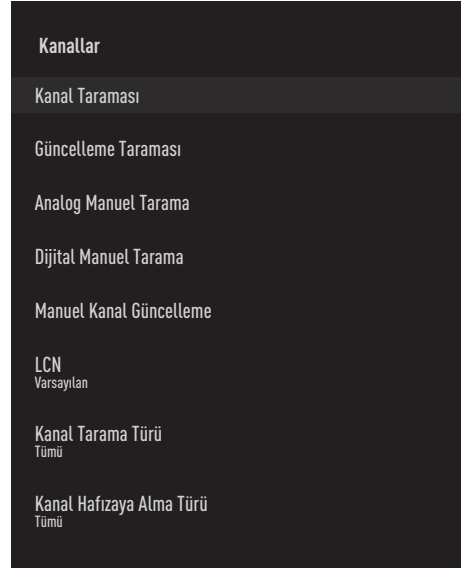 Kanallar
Kanal Taraması
Güncelleme Taraması
Analog Manuel Tarama
Dijital Manuel Tarama
Manuel Kanal Güncelleme
LCN
Varsayılan
Kanal Tarama Türü
Tümü
Kanal Hafızaya Alma Türü
Tümü